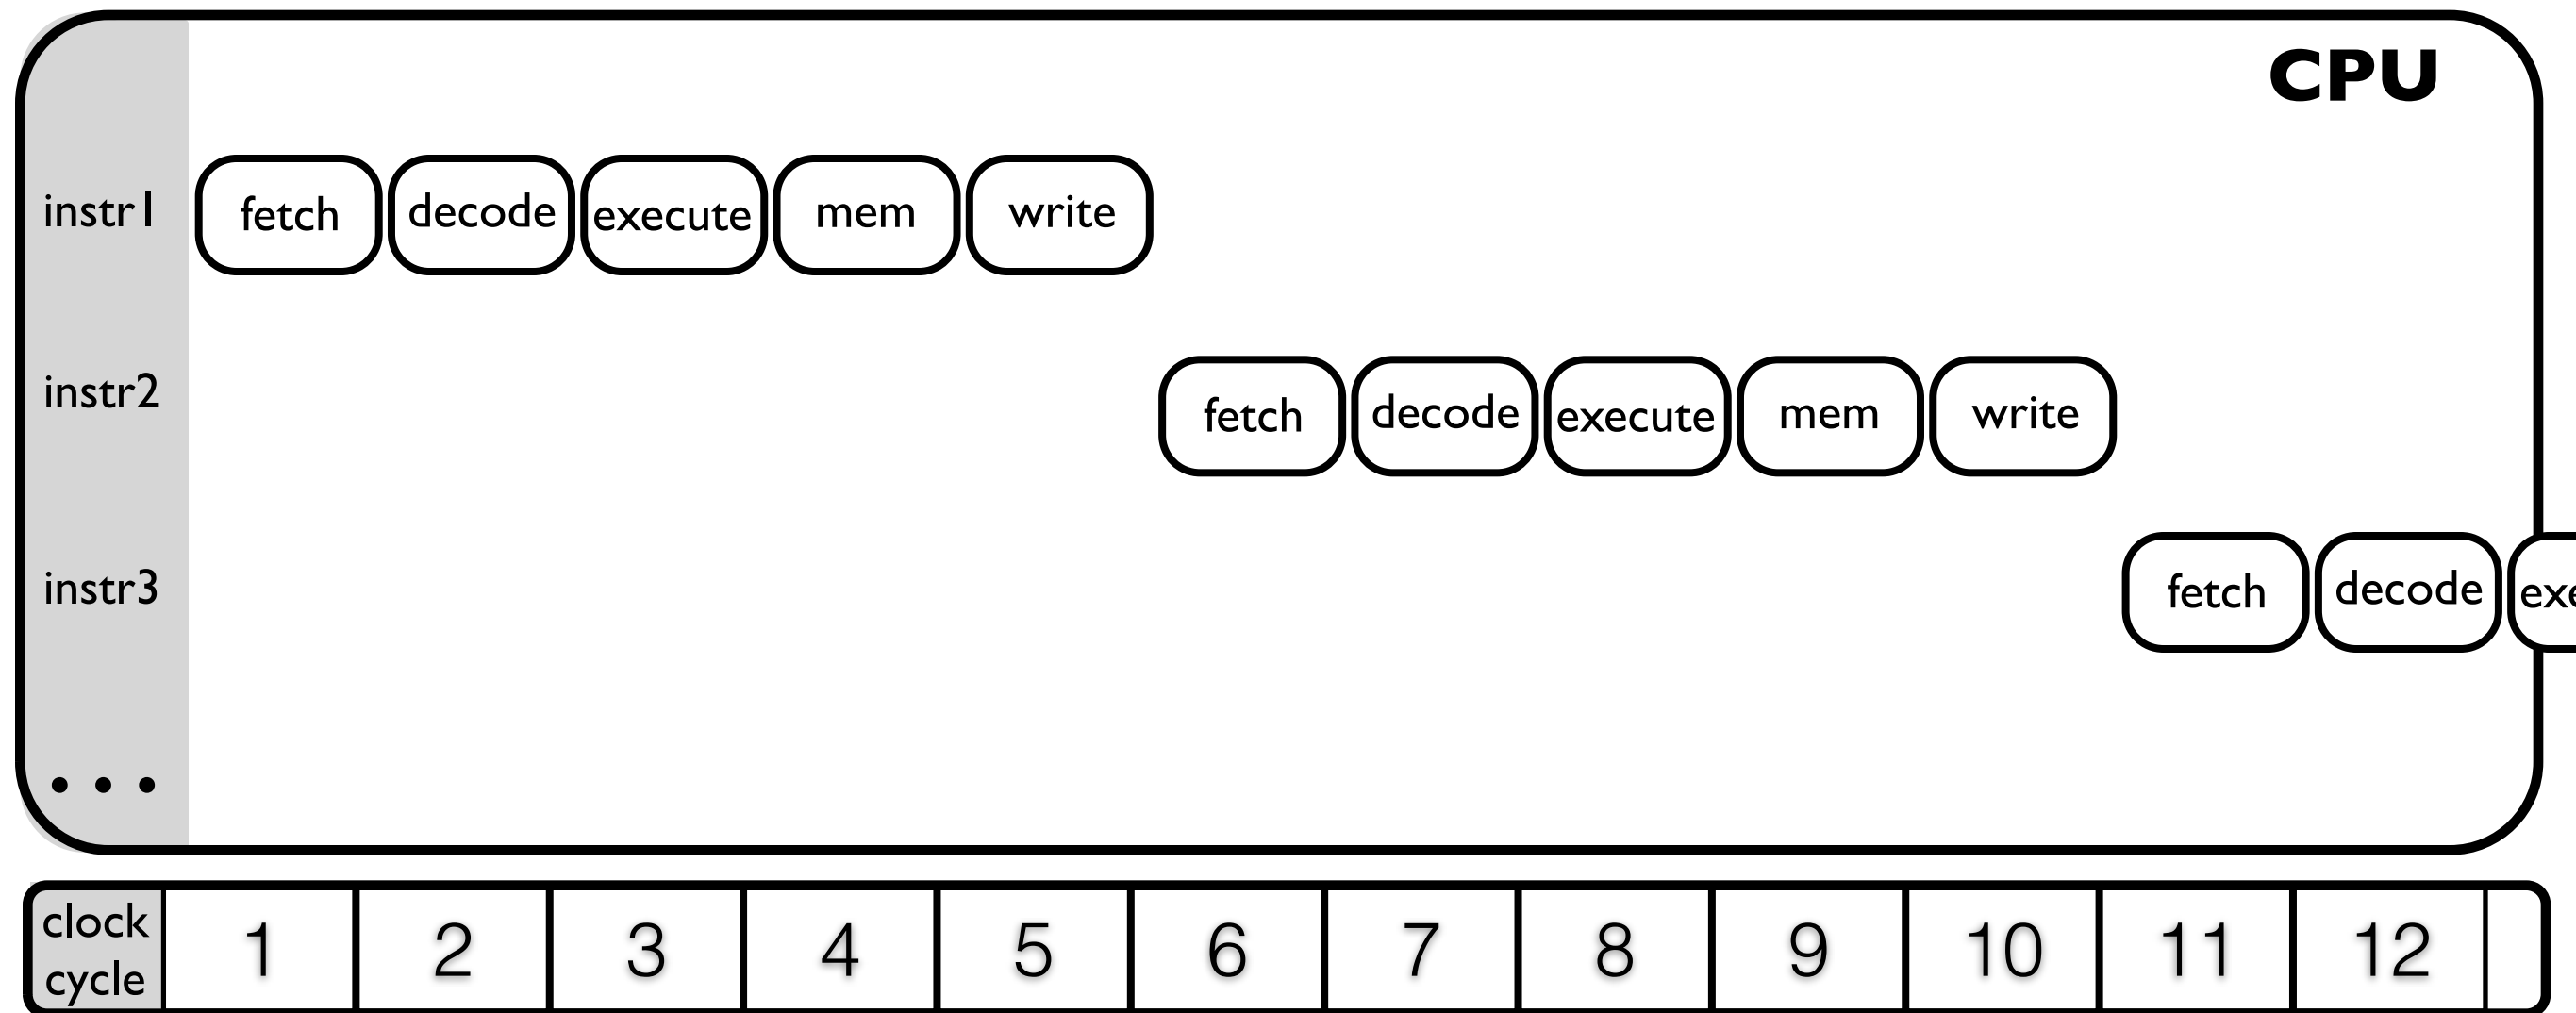 CPU
instr1 fetch decode execute mem write
instr2 fetch decode execute mem write
instr3 fetch decode exe
...
clock cycle 1 2 3 4 5 6 7 8 9 10 11 12